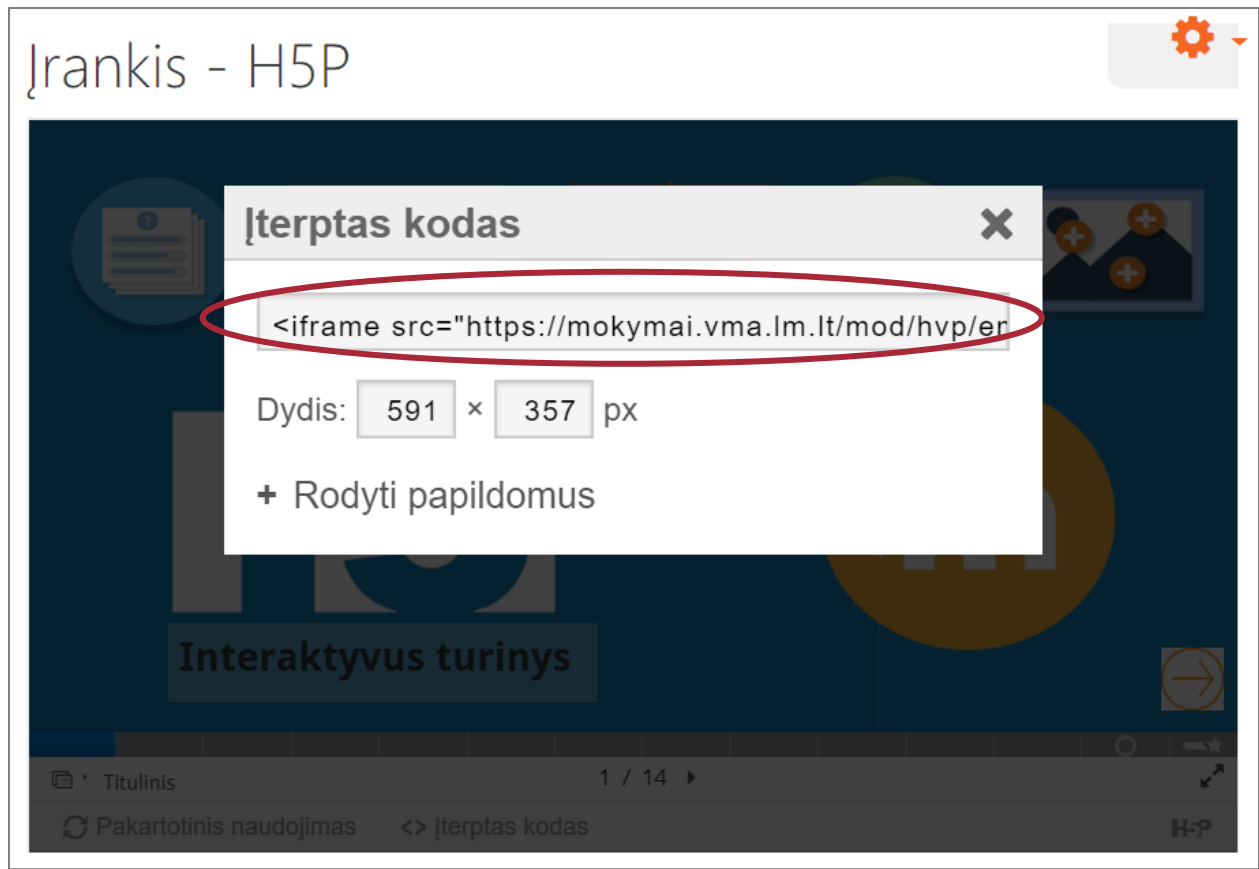 Įrankis - H5P
Įterptas kodas
<iframe src="https://mokymai.vma.lm.lt/mod/hvp/
Dydis: 591 × 357 px
+ Rodyti papildomus
Interaktyvus turinys
Titulinis 1 / 14
Pakartotinis naudojimas <> Įterptas kodas H5P